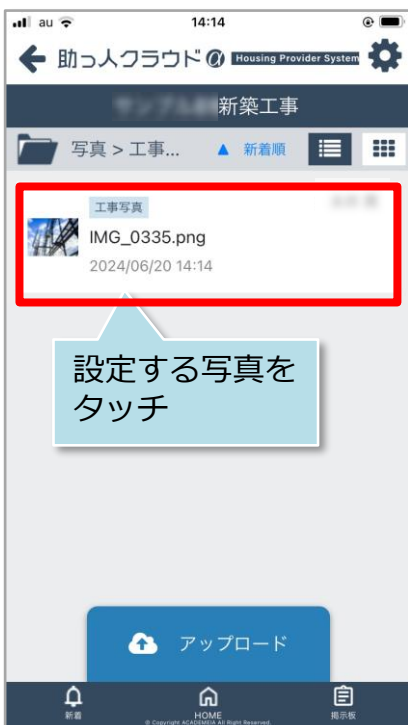 au 14:14
助っ人クラウドα Housing Provider System
新築工事
写真 > 工事... ▲ 新着順
工事写真
IMG_0335.png
2024/06/20 14:14
設定する写真を
タッチ
アップロード
新着 HOME 掲示板
© Copyright ACADEMEIA All Right Reserved.